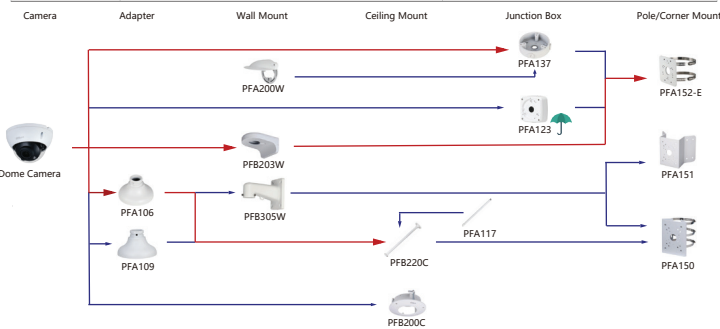 Camera Adapter Wall Mount Ceiling Mount Junction Box Pole/Corner Mount
PFA137
PFA200W
PFA152-E
PFA123
PFB203W
Dome Camera
PFA151
PFA106
PFB305W
PFA117
PFA109
PFB220C
PFA150
PFB200C